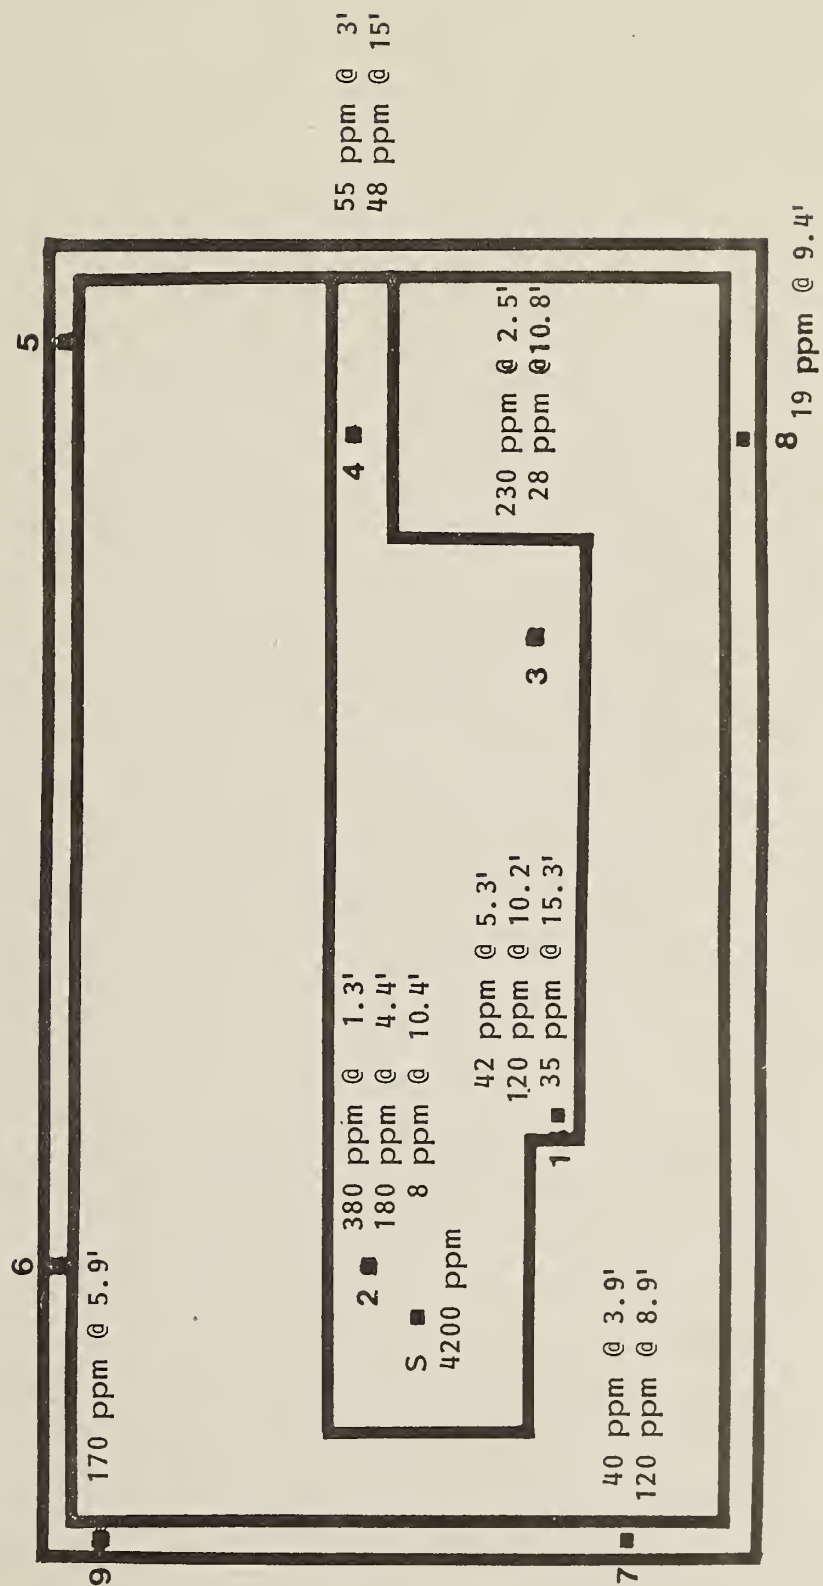 5
6
55 ppm @ 3'
48 ppm @ 15'
170 ppm @ 5.9'
9
4
2
380 ppm @ 1.3'
180 ppm @ 4.4'
8 ppm @ 10.4'
S
4200 ppm
230 ppm @ 2.5'
28 ppm @10.8'
3
42 ppm @ 5.3'
120 ppm @ 10.2'
35 ppm @ 15.3'
1
40 ppm @ 3.9'
120 ppm @ 8.9'
7
8
19 ppm @ 9.4'